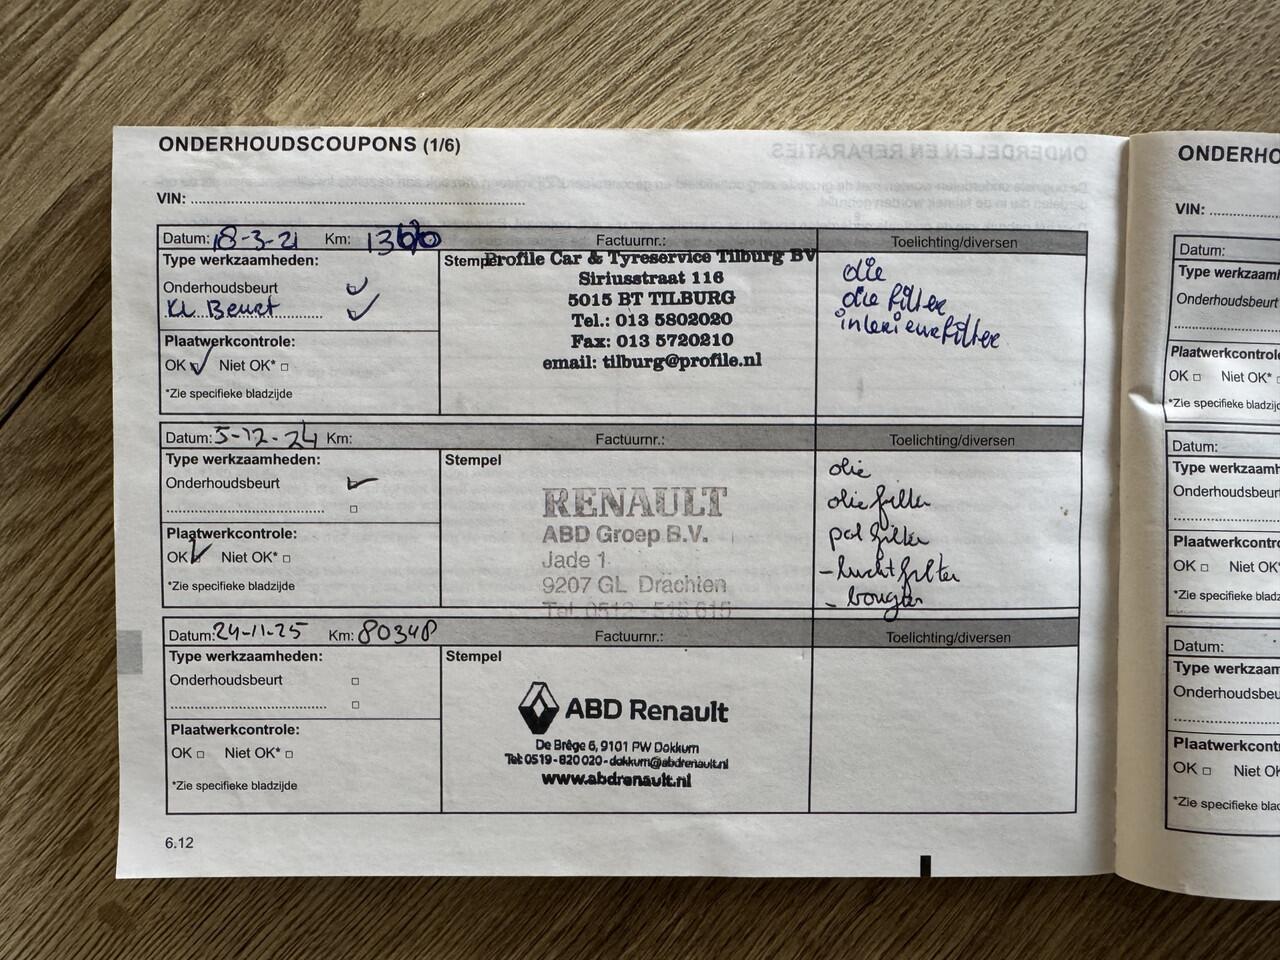 ONDERHOUDSCOUPONS (1/6)
VIN:
Datum: 18-3-21 Km: Factuurnr.: Toelichting/diversen
Type werkzaamheden:
Onderhoudsbeurt
Kl Beurt
Plaatwerkcontrole:
OK Niet OK*
*Zie specifieke bladzijde
Stempel
Profile Car & Tyreservice Tilburg BV
Siriusstraat 116
5015 BT TILBURG
Tel.: 013 5802020
Fax: 013 5720210
email: tilburg@profile.nl
olie
olie filter
interieurfilter
Datum: 5-12-24 Km: Factuurnr.: Toelichting/diversen
Type werkzaamheden:
Onderhoudsbeurt
Plaatwerkcontrole:
OK Niet OK*
*Zie specifieke bladzijde
Stempel
RENAULT
ABD Groep B.V.
Jade 1
9207 GL Drachten
Tel. 0512 -
olie
olie filter
pol filter
- luchtfilter
- bougies
Datum: 24-11-25 Km: 80348 Factuurnr.: Toelichting/diversen
Type werkzaamheden:
Onderhoudsbeurt
Plaatwerkcontrole:
OK Niet OK*
*Zie specifieke bladzijde
Stempel
ABD Renault
De Brêge 6, 9101 PW Dokkum
Tel: 0519 - 820 020 - dokkum@abdrenault.nl
www.abdrenault.nl
6.12
ONDERHO
VIN:
Datum:
Type werkzaamh
Onderhoudsbeur
Plaatwerkcontrole
OK Niet OK*
*Zie specifieke bladz
Datum:
Type werkzaamh
Onderhoudsbeur
Plaatwerkcontro
OK Niet OK*
*Zie specifieke bladz
Datum:
Type werkzaam
Onderhoudsbeu
Plaatwerkcont
OK Niet O
*Zie specifieke blad